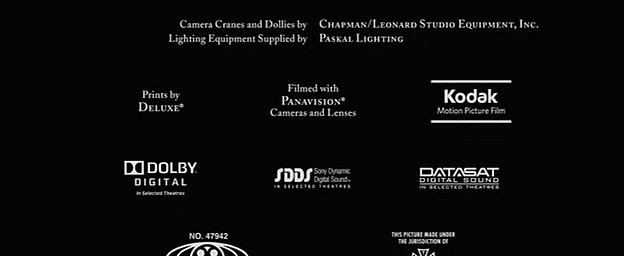 Camera Cranes and Dollies by CHAPMAN/LEONARD STUDIO EQUIPMENT, INC.
Lighting Equipment Supplied by PASKAL LIGHTING
Prints by
DELUXE®
Filmed with
PANAVISION®
Cameras and Lenses
Kodak
Motion Picture Film
DOLBY
DIGITAL
In Selected Theatres
SDDS Sony Dynamic
Digital Sound™
IN SELECTED THEATRES
DATASAT
DIGITAL SOUND
IN SELECTED THEATRES
NO. 47942
THIS PICTURE MADE UNDER
THE JURISDICTION OF